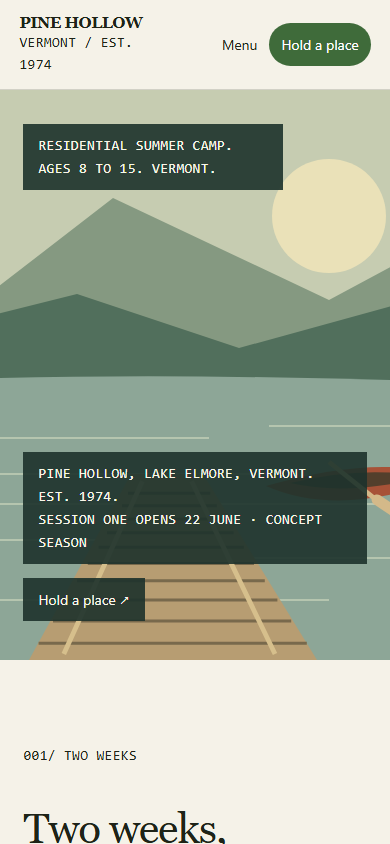 PINE HOLLOW
VERMONT / EST.
1974
Menu
Hold a place
RESIDENTIAL SUMMER CAMP.
AGES 8 TO 15. VERMONT.
PINE HOLLOW, LAKE ELMORE, VERMONT.
EST. 1974.
SESSION ONE OPENS 22 JUNE · CONCEPT
SEASON
Hold a place ↗
001/ TWO WEEKS
Two weeks,